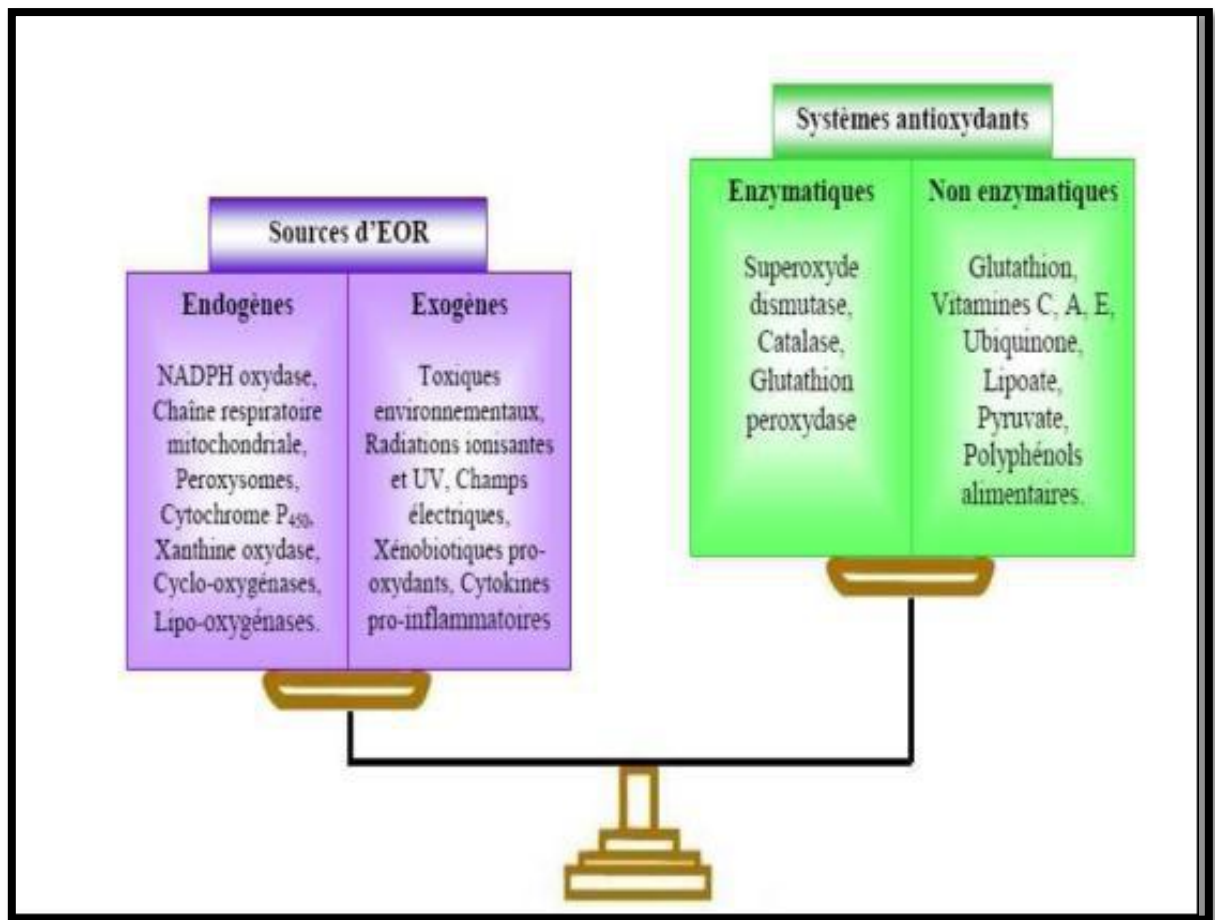 Systèmes antioxydants
Enzymatiques
Superoxyde
dismutase,
Catalase,
Glutathion
peroxydase
Non enzymatiques
Glutathion,
Vitamines C, A, E,
Ubiquinone,
Lipoate,
Pyruvate,
Polyphénols
alimentaires.
Sources d’EOR
Endogènes
NADPH oxydase,
Chaîne respiratoire
mitochondriale,
Peroxysomes,
Cytochrome P450,
Xanthine oxydase,
Cyclo-oxygénases,
Lipo-oxygénases.
Exogènes
Toxiques
environnementaux,
Radiations ionisantes
et UV, Champs
électriques,
Xénobiotiques pro-
oxydants, Cytokines
pro-inflammatoires